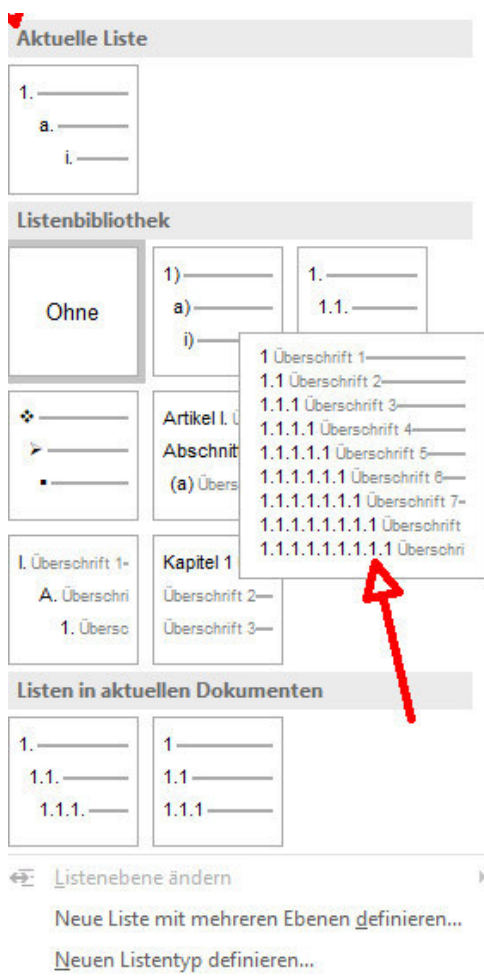 Aktuelle Liste
1.
a.
i.
Listenbibliothek
Ohne
1)
a)
i)
1.
1.1.
1 Überschrift 1
1.1 Überschrift 2
1.1.1 Überschrift 3
1.1.1.1 Überschrift 4
1.1.1.1.1 Überschrift 5
1.1.1.1.1.1 Überschrift 6
1.1.1.1.1.1.1 Überschrift 7
1.1.1.1.1.1.1.1 Überschrift
1.1.1.1.1.1.1.1.1 Überschri
Artikel I. Ü
Abschnitt
(a) Übers
I. Überschrift 1
A. Überschri
1. Übersc
Kapitel 1
Überschrift 2
Überschrift 3
Listen in aktuellen Dokumenten
1.
1.1.
1.1.1.
1
1.1
1.1.1
Listenebene ändern
Neue Liste mit mehreren Ebenen definieren...
Neuen Listentyp definieren...